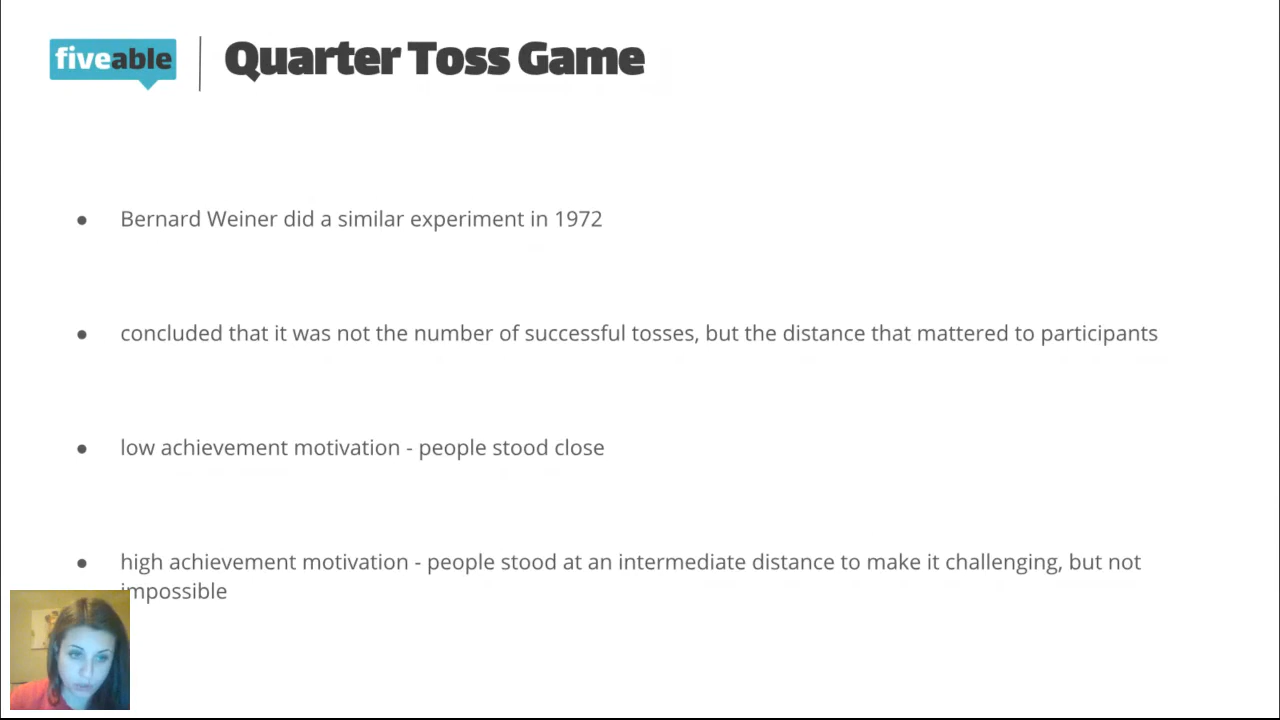 fiveable
Quarter Toss Game
● Bernard Weiner did a similar experiment in 1972
● concluded that it was not the number of successful tosses, but the distance that mattered to participants
● low achievement motivation - people stood close
● high achievement motivation - people stood at an intermediate distance to make it challenging, but not
impossible